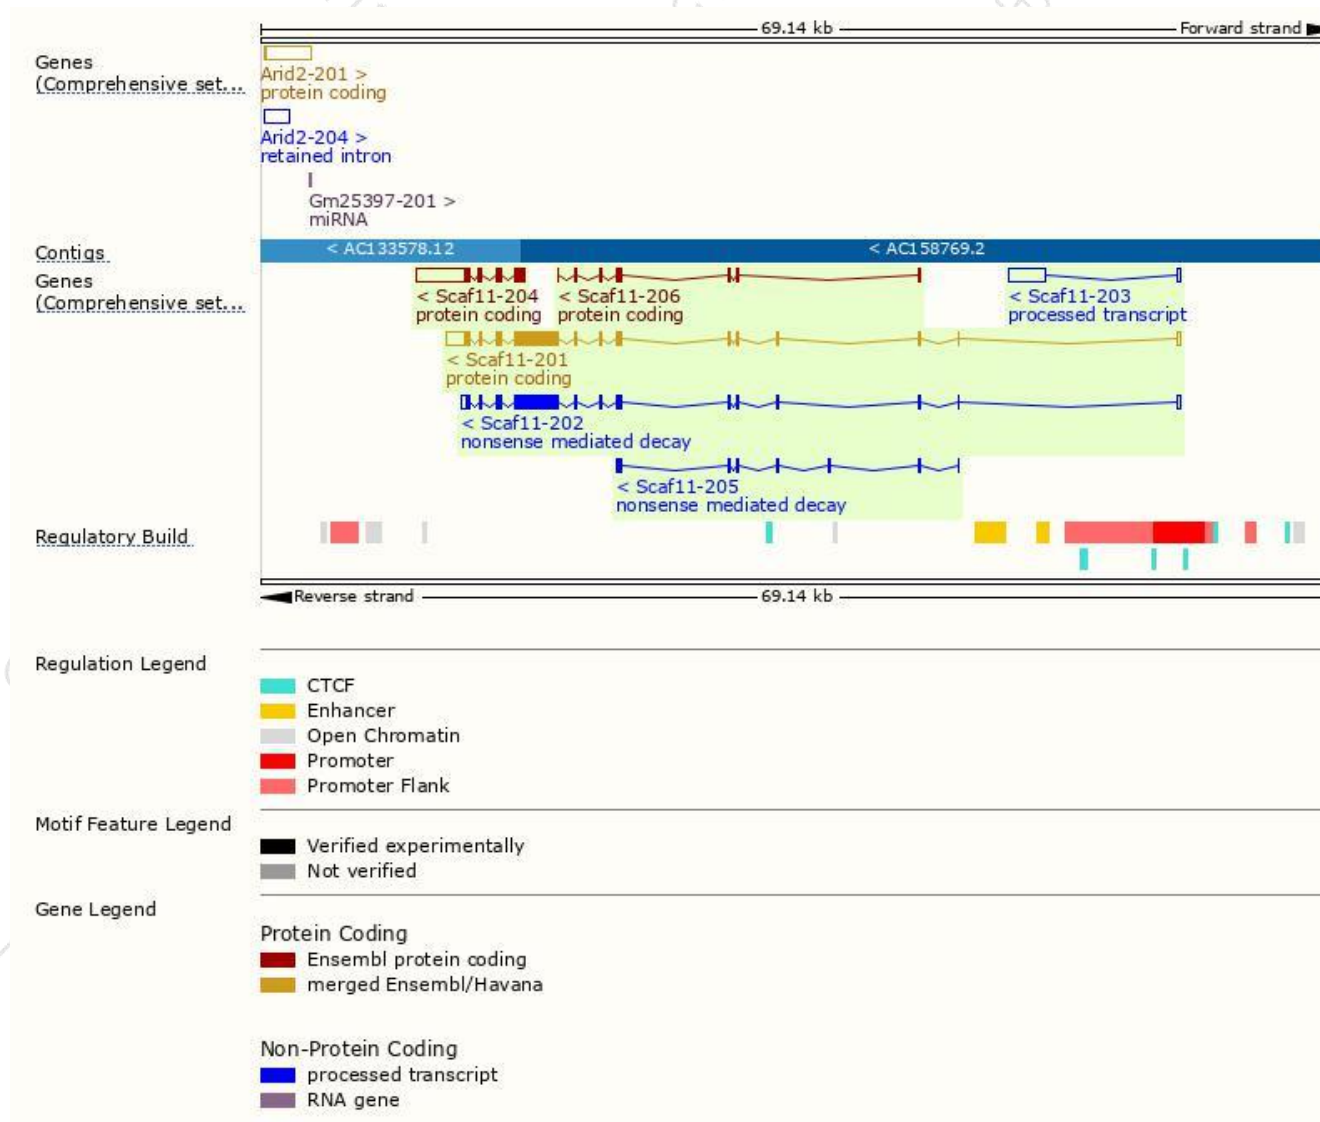 69.14 kb Forward strand
Genes
(Comprehensive set...
Arid2-201 >
protein coding
Arid2-204 >
retained intron
Gm25397-201 >
miRNA
Contigs
< AC133578.12 < AC158769.2
Genes
(Comprehensive set...
< Scaf11-204 < Scaf11-206 < Scaf11-203
protein coding protein coding processed transcript
< Scaf11-201
protein coding
< Scaf11-202
nonsense mediated decay
< Scaf11-205
nonsense mediated decay
Regulatory Build
Reverse strand 69.14 kb
Regulation Legend
CTCF
Enhancer
Open Chromatin
Promoter
Promoter Flank
Motif Feature Legend
Verified experimentally
Not verified
Gene Legend
Protein Coding
Ensembl protein coding
merged Ensembl/Havana
Non-Protein Coding
processed transcript
RNA gene